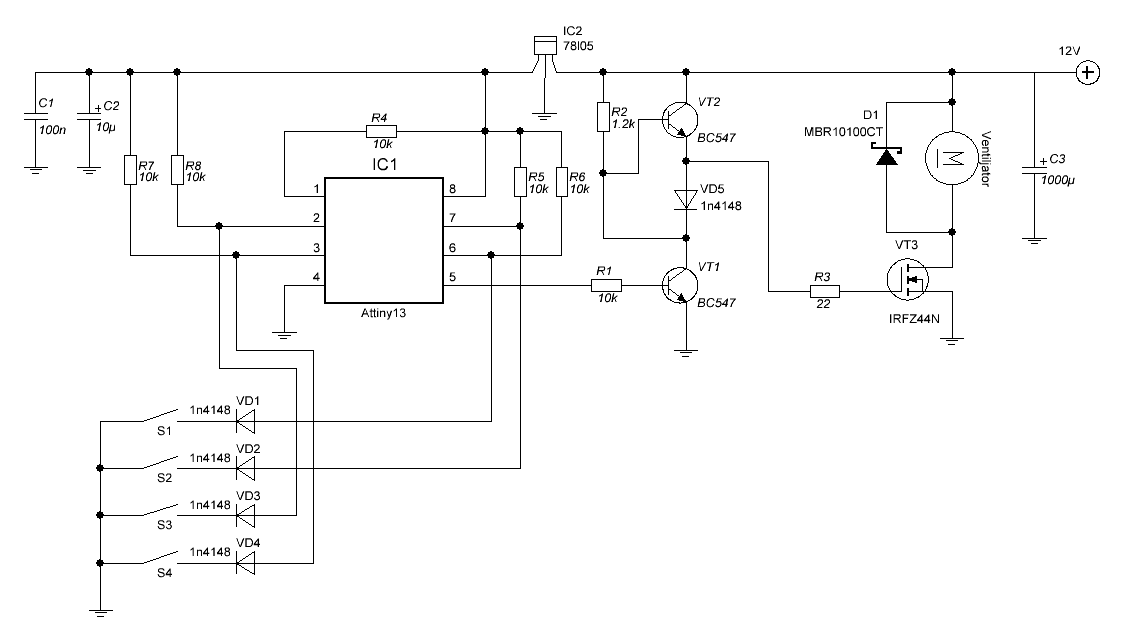 IC2
78l05
12V
C1
100n
+ C2
10µ
R7
10k
R8
10k
R4
10k
IC1
1
2
3
4
8
7
6
5
Attiny13
R5
10k
R6
10k
R2
1.2k
VT2
BC547
VD5
1n4148
R1
10k
VT1
BC547
D1
MBR10100CT
M
Ventiljator
+ C3
1000µ
VT3
IRFZ44N
R3
22
S1
1n4148
VD1
S2
1n4148
VD2
S3
1n4148
VD3
S4
1n4148
VD4